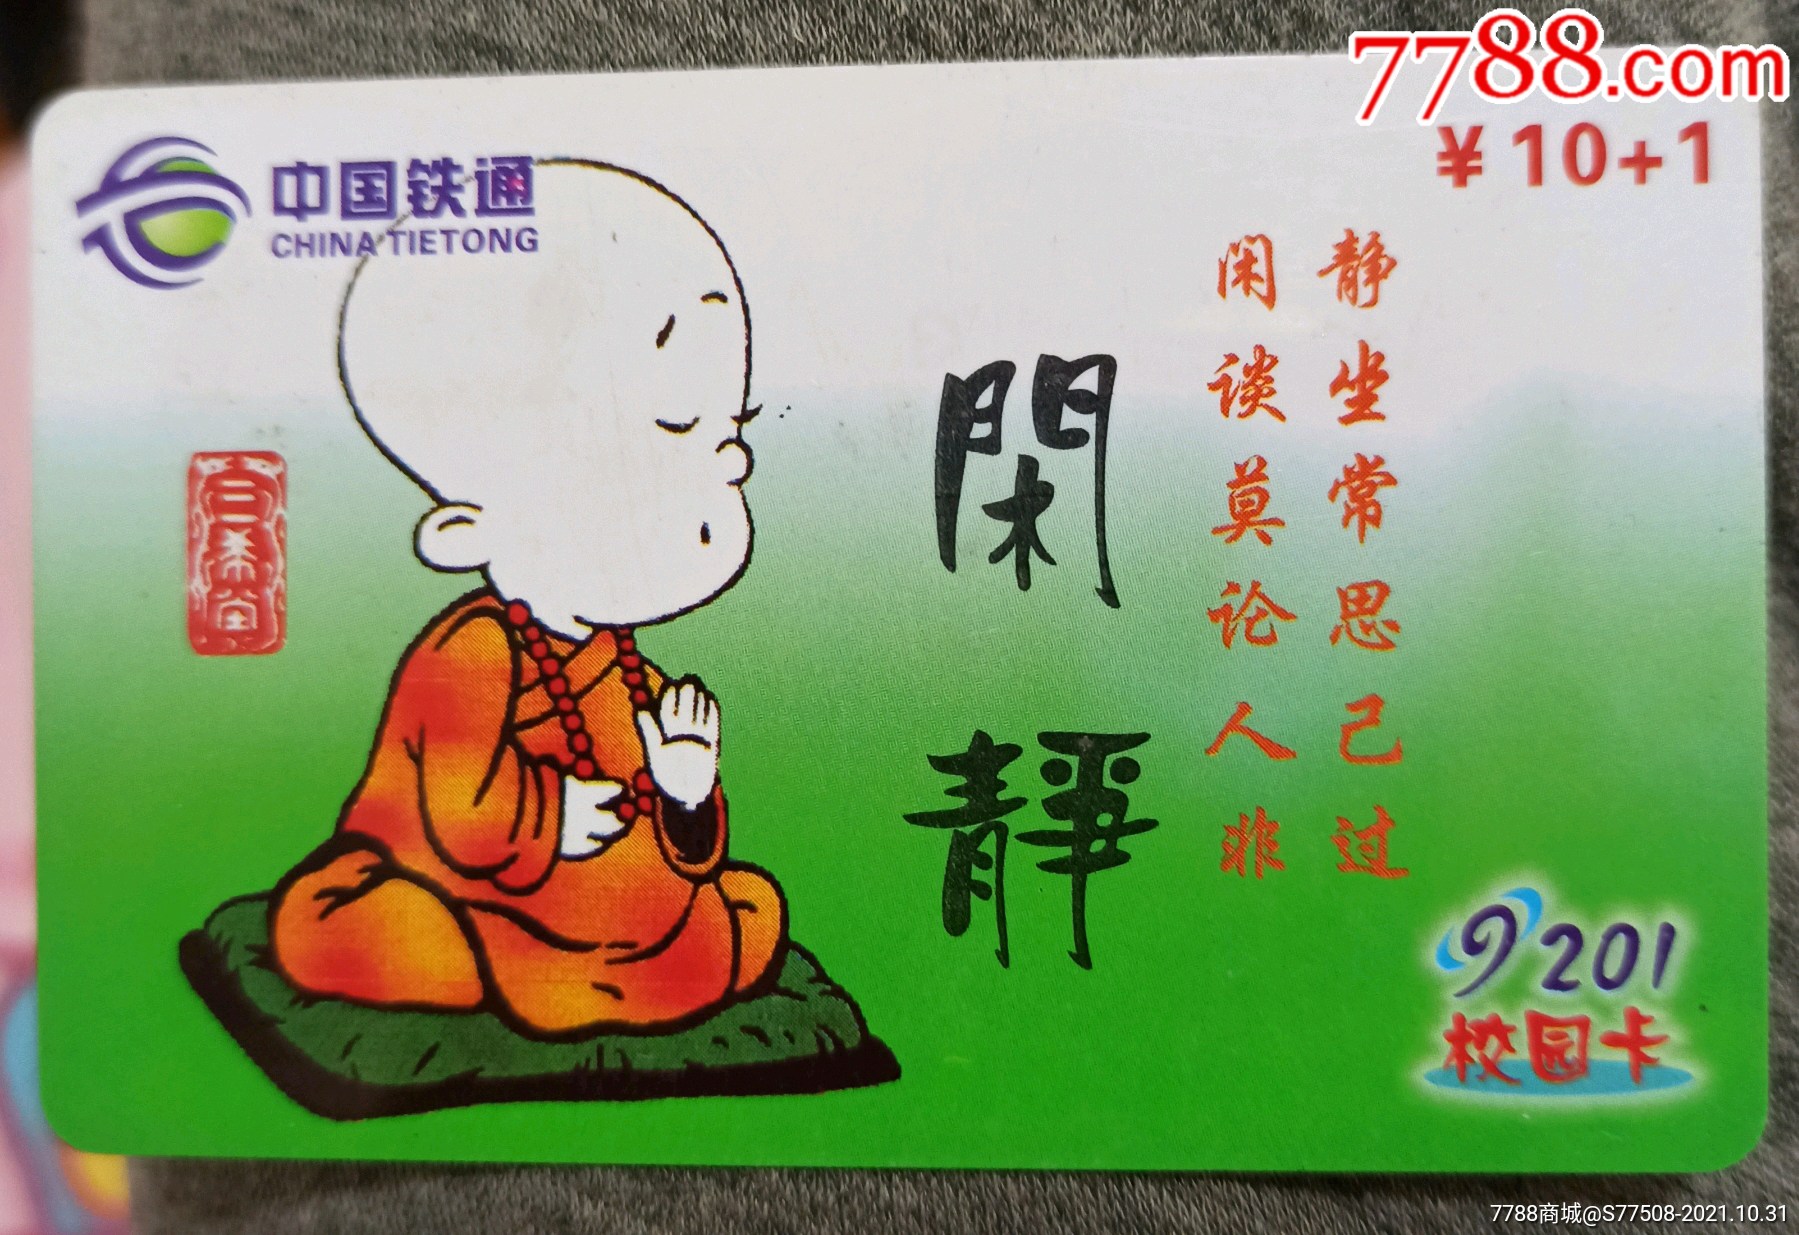 7788.com
¥10+1
中国铁通
CHINA TIETONG
静坐常思己过
闲谈莫论人非
閑靜
201
校园卡
7788商城@S77508-2021.10.31